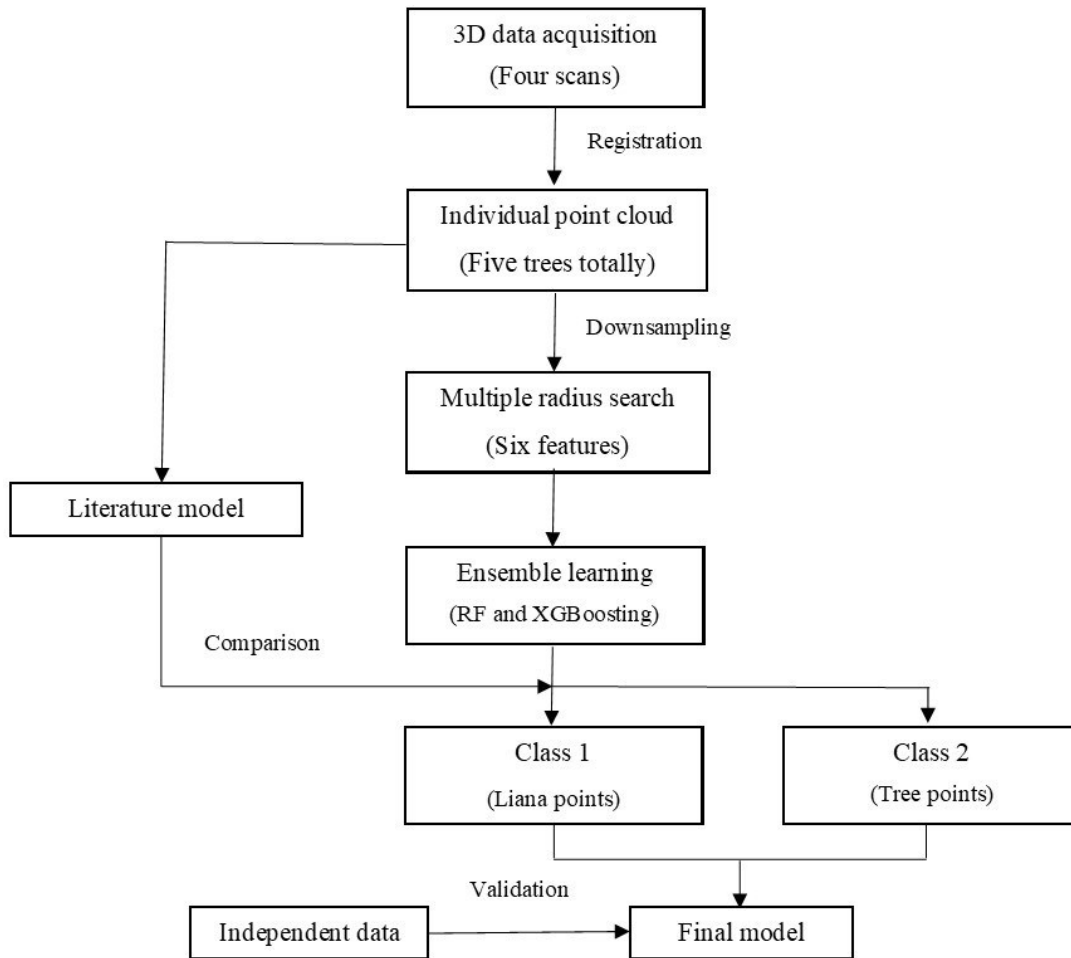 3D data acquisition
(Four scans)
Registration
Individual point cloud
(Five trees totally)
Downsampling
Multiple radius search
(Six features)
Literature model
Ensemble learning
(RF and XGBoosting)
Comparison
Class 1
(Liana points)
Class 2
(Tree points)
Validation
Independent data
Final model